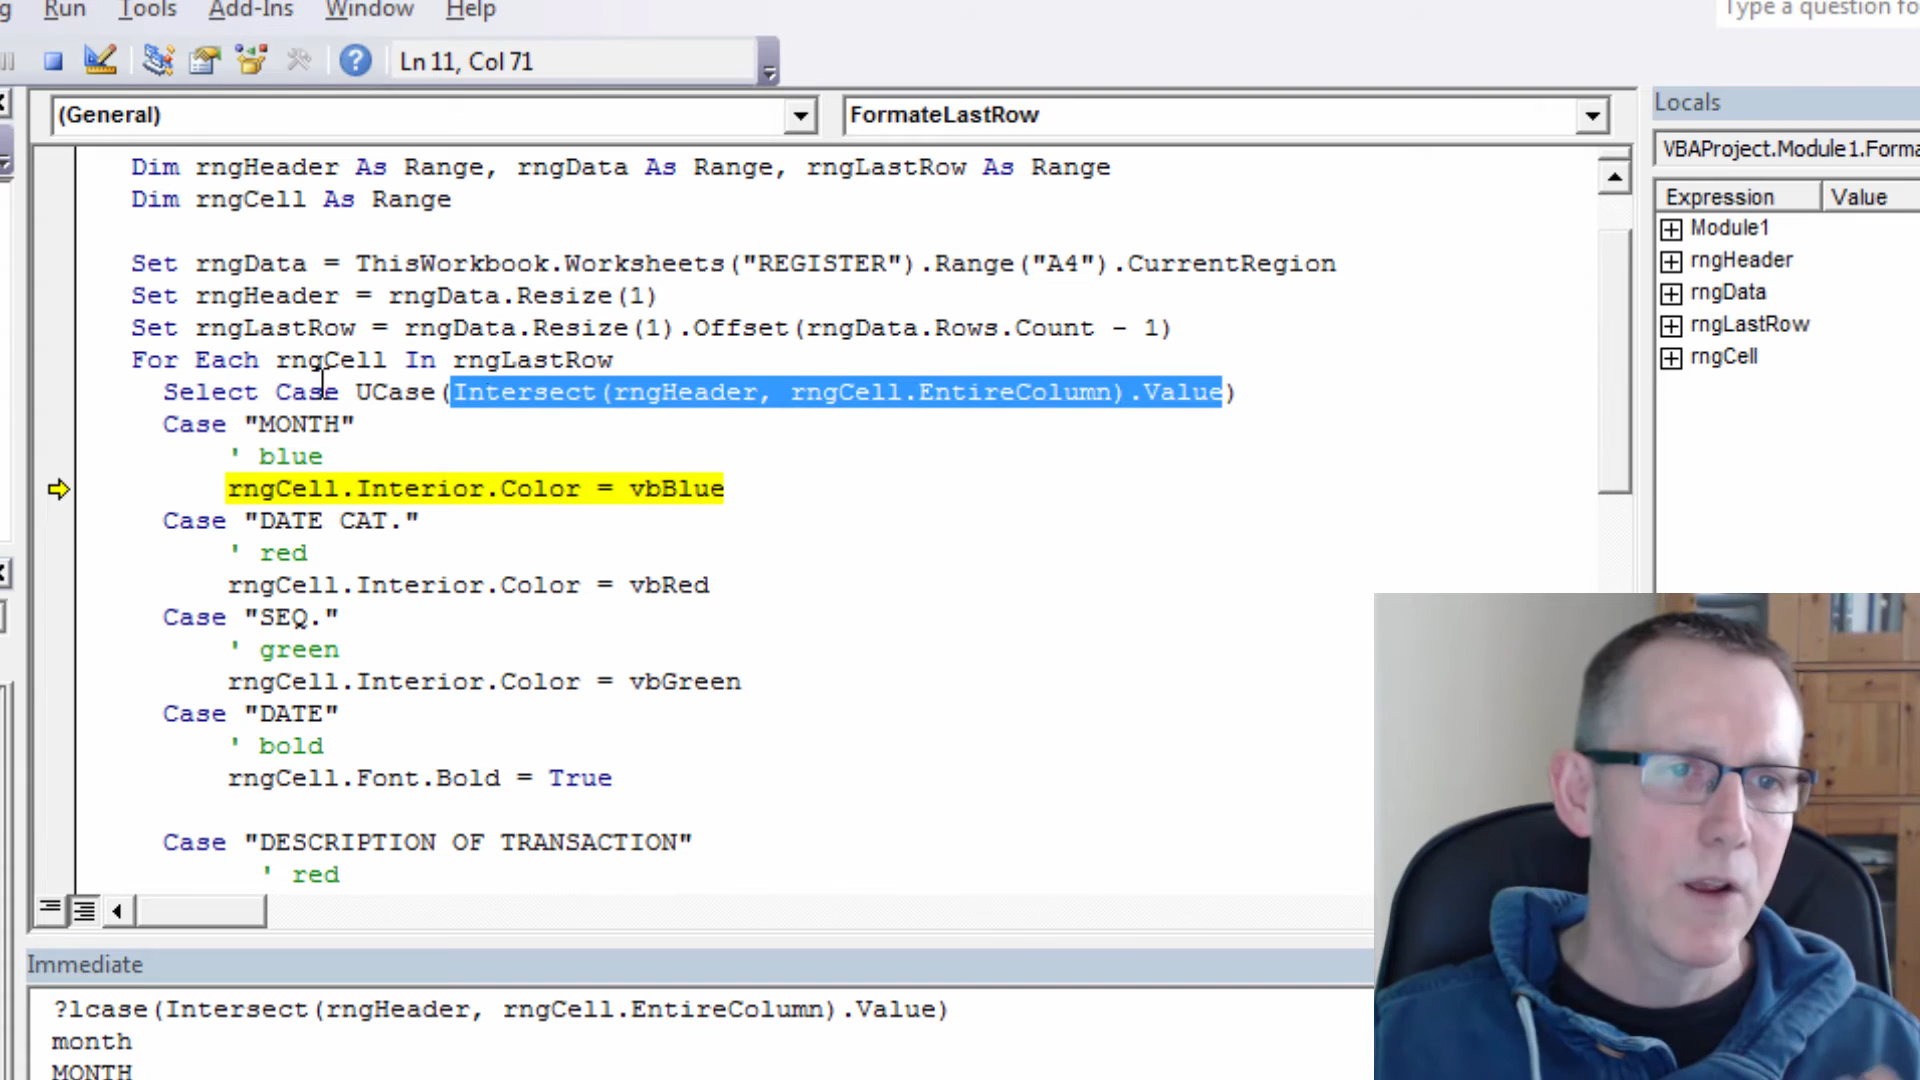 g Run Tools Add-Ins Window Help
Type a question fo
Ln 11, Col 71
(General)
FormateLastRow
Locals
VBAProject.Module1.Forma
Expression Value
Module1
rngHeader
rngData
rngLastRow
rngCell
Dim rngHeader As Range, rngData As Range, rngLastRow As Range
Dim rngCell As Range
Set rngData = ThisWorkbook.Worksheets("REGISTER").Range("A4").CurrentRegion
Set rngHeader = rngData.Resize(1)
Set rngLastRow = rngData.Resize(1).Offset(rngData.Rows.Count - 1)
For Each rngCell In rngLastRow
Select Case UCase(Intersect(rngHeader, rngCell.EntireColumn).Value)
Case "MONTH"
' blue
rngCell.Interior.Color = vbBlue
Case "DATE CAT."
' red
rngCell.Interior.Color = vbRed
Case "SEQ."
' green
rngCell.Interior.Color = vbGreen
Case "DATE"
' bold
rngCell.Font.Bold = True
Case "DESCRIPTION OF TRANSACTION"
' red
Immediate
?lcase(Intersect(rngHeader, rngCell.EntireColumn).Value)
month
MONTH